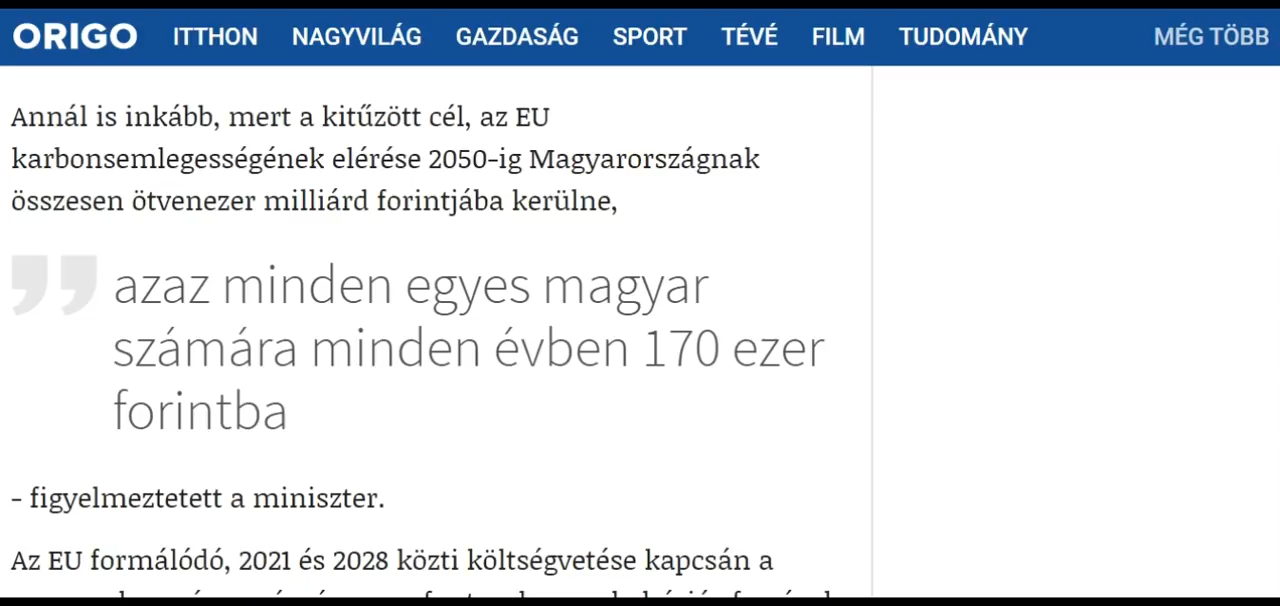 ORIGO ITTHON NAGYVILÁG GAZDASÁG SPORT TÉVÉ FILM TUDOMÁNY MÉG TÖBB
Annál is inkább, mert a kitűzött cél, az EU
karbonsemlegességének elérése 2050-ig Magyarországnak
összesen ötvenezer milliárd forintjába kerülne,
” azaz minden egyes magyar
számára minden évben 170 ezer
forintba
- figyelmeztetett a miniszter.
Az EU formálódó, 2021 és 2028 közti költségvetése kapcsán a